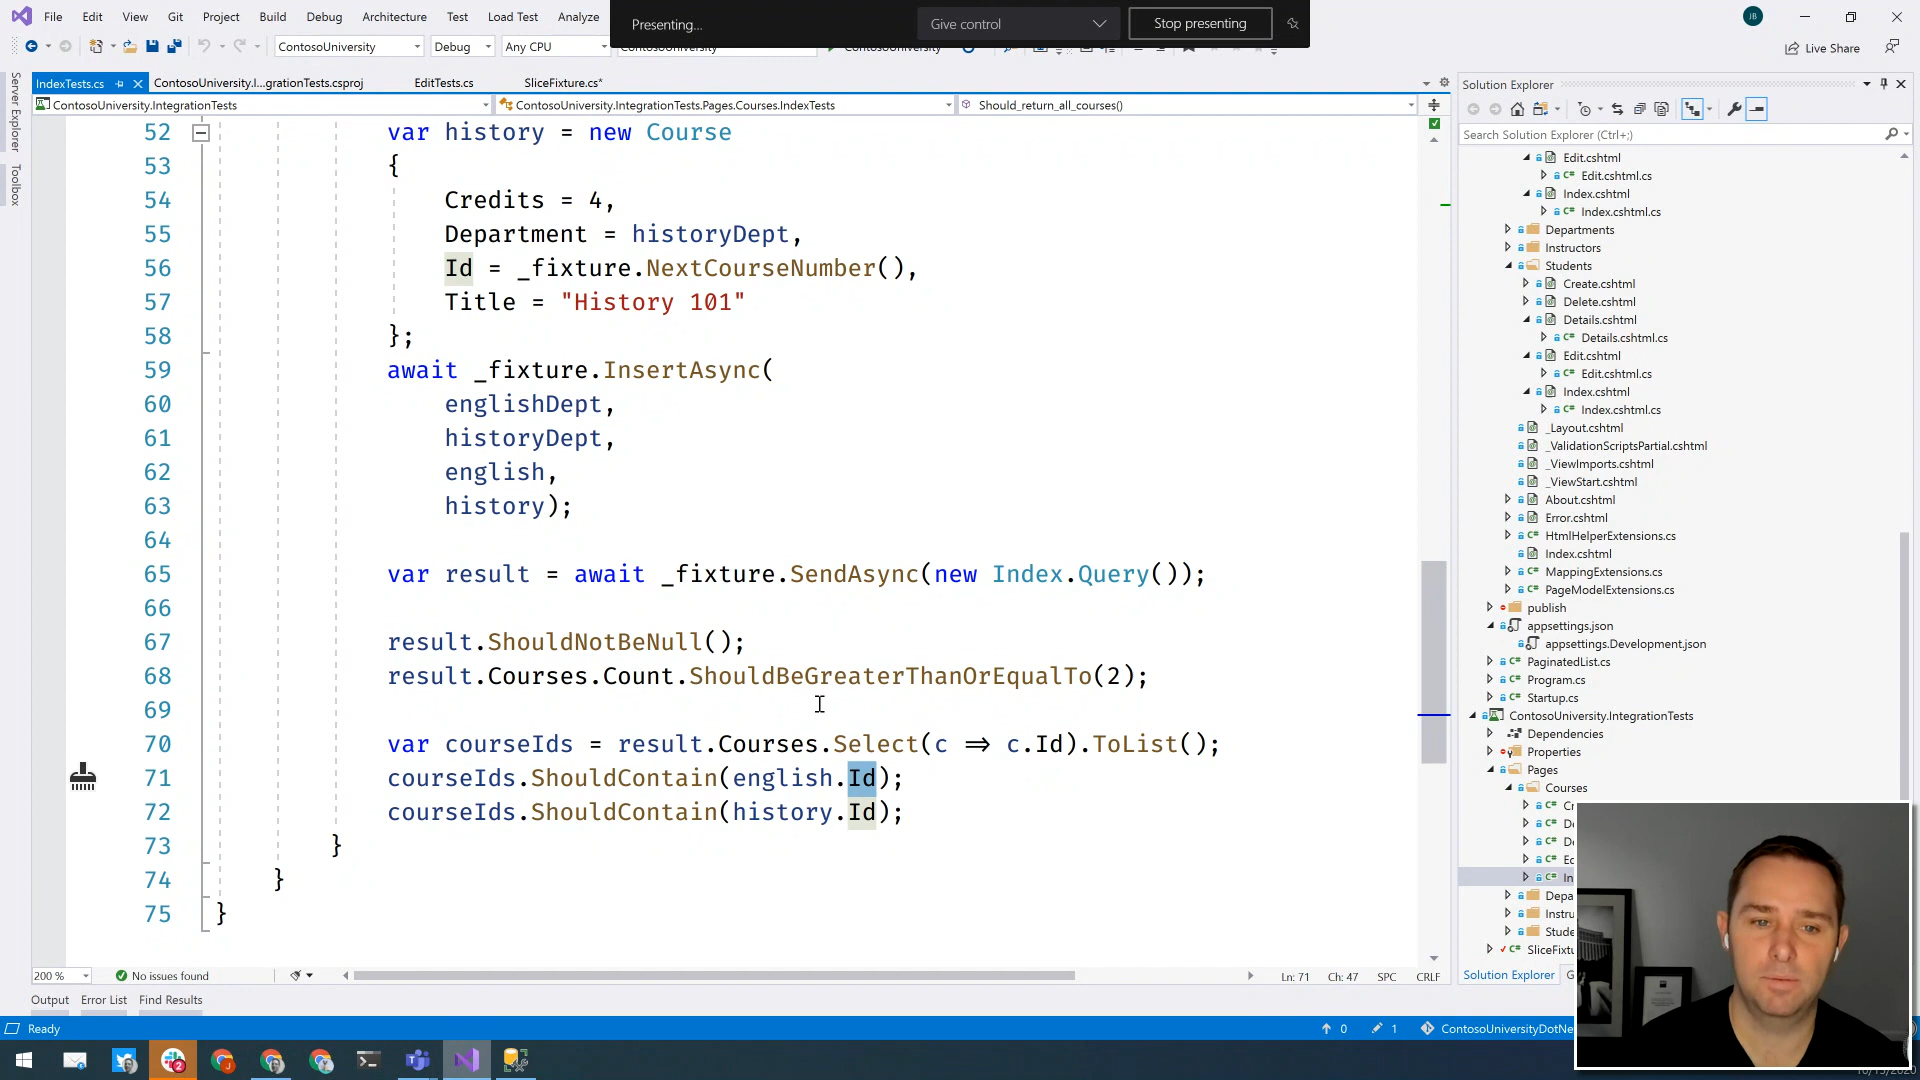 File Edit View Git Project Build Debug Architecture Test Load Test Analyze
Presenting...
Give control
Stop presenting
JB
ContosoUniversity
Debug
Any CPU
Live Share
IndexTests.cs
ContosoUniversity.I...grationTests.csproj
EditTests.cs
SliceFixture.cs*
Solution Explorer
ContosoUniversity.IntegrationTests
ContosoUniversity.IntegrationTests.Pages.Courses.IndexTests
Should_return_all_courses()
Search Solution Explorer (Ctrl+;)
Server Explorer
Toolbox
52 var history = new Course
53 {
54 Credits = 4,
55 Department = historyDept,
56 Id = _fixture.NextCourseNumber(),
57 Title = "History 101"
58 };
59 await _fixture.InsertAsync(
60 englishDept,
61 historyDept,
62 english,
63 history);
64
65 var result = await _fixture.SendAsync(new Index.Query());
66
67 result.ShouldNotBeNull();
68 result.Courses.Count.ShouldBeGreaterThanOrEqualTo(2);
69
70 var courseIds = result.Courses.Select(c ⇒ c.Id).ToList();
71 courseIds.ShouldContain(english.Id);
72 courseIds.ShouldContain(history.Id);
73 }
74 }
75 }
Edit.cshtml
Edit.cshtml.cs
Index.cshtml
Index.cshtml.cs
Departments
Instructors
Students
Create.cshtml
Delete.cshtml
Details.cshtml
Details.cshtml.cs
Edit.cshtml
Edit.cshtml.cs
Index.cshtml
Index.cshtml.cs
_Layout.cshtml
_ValidationScriptsPartial.cshtml
_ViewImports.cshtml
_ViewStart.cshtml
About.cshtml
Error.cshtml
HtmlHelperExtensions.cs
Index.cshtml
MappingExtensions.cs
PageModelExtensions.cs
publish
appsettings.json
appsettings.Development.json
PaginatedList.cs
Program.cs
Startup.cs
ContosoUniversity.IntegrationTests
Dependencies
Properties
Pages
Courses
Depa
Instru
Stude
SliceFixtu
Solution Explorer
200 %
No issues found
Ln: 71 Ch: 47 SPC CRLF
Output Error List Find Results
Ready
0
1
ContosoUniversityDotNe
2